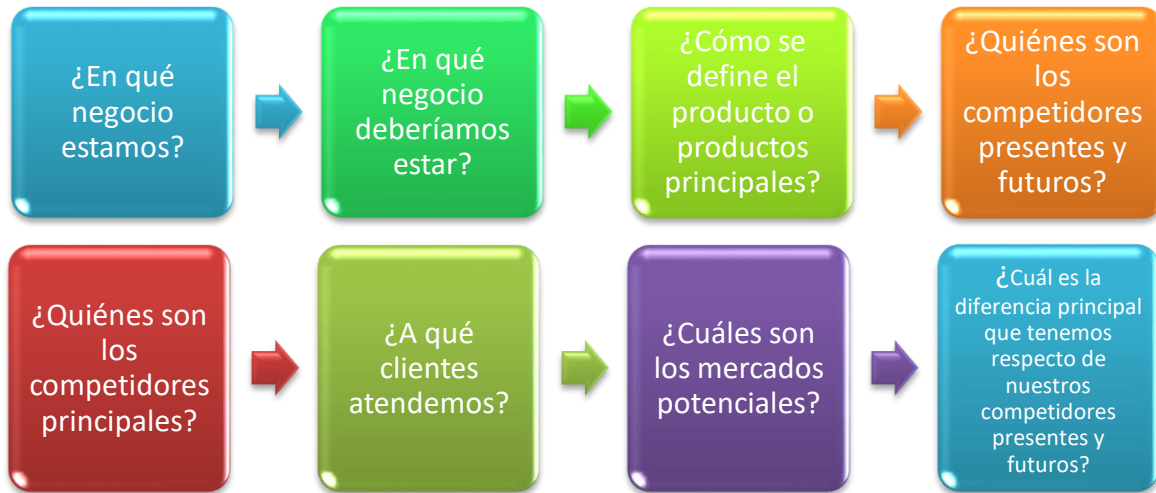 ¿En qué
negocio
estamos?
¿En qué
negocio
deberíamos
estar?
¿Cómo se
define el
producto o
productos
principales?
¿Quiénes son
los
competidores
presentes y
futuros?
¿Quiénes son
los
competidores
principales?
¿A qué
clientes
atendemos?
¿Cuáles son
los mercados
potenciales?
¿Cuál es la
diferencia principal
que tenemos
respecto de
nuestros
competidores
presentes y
futuros?